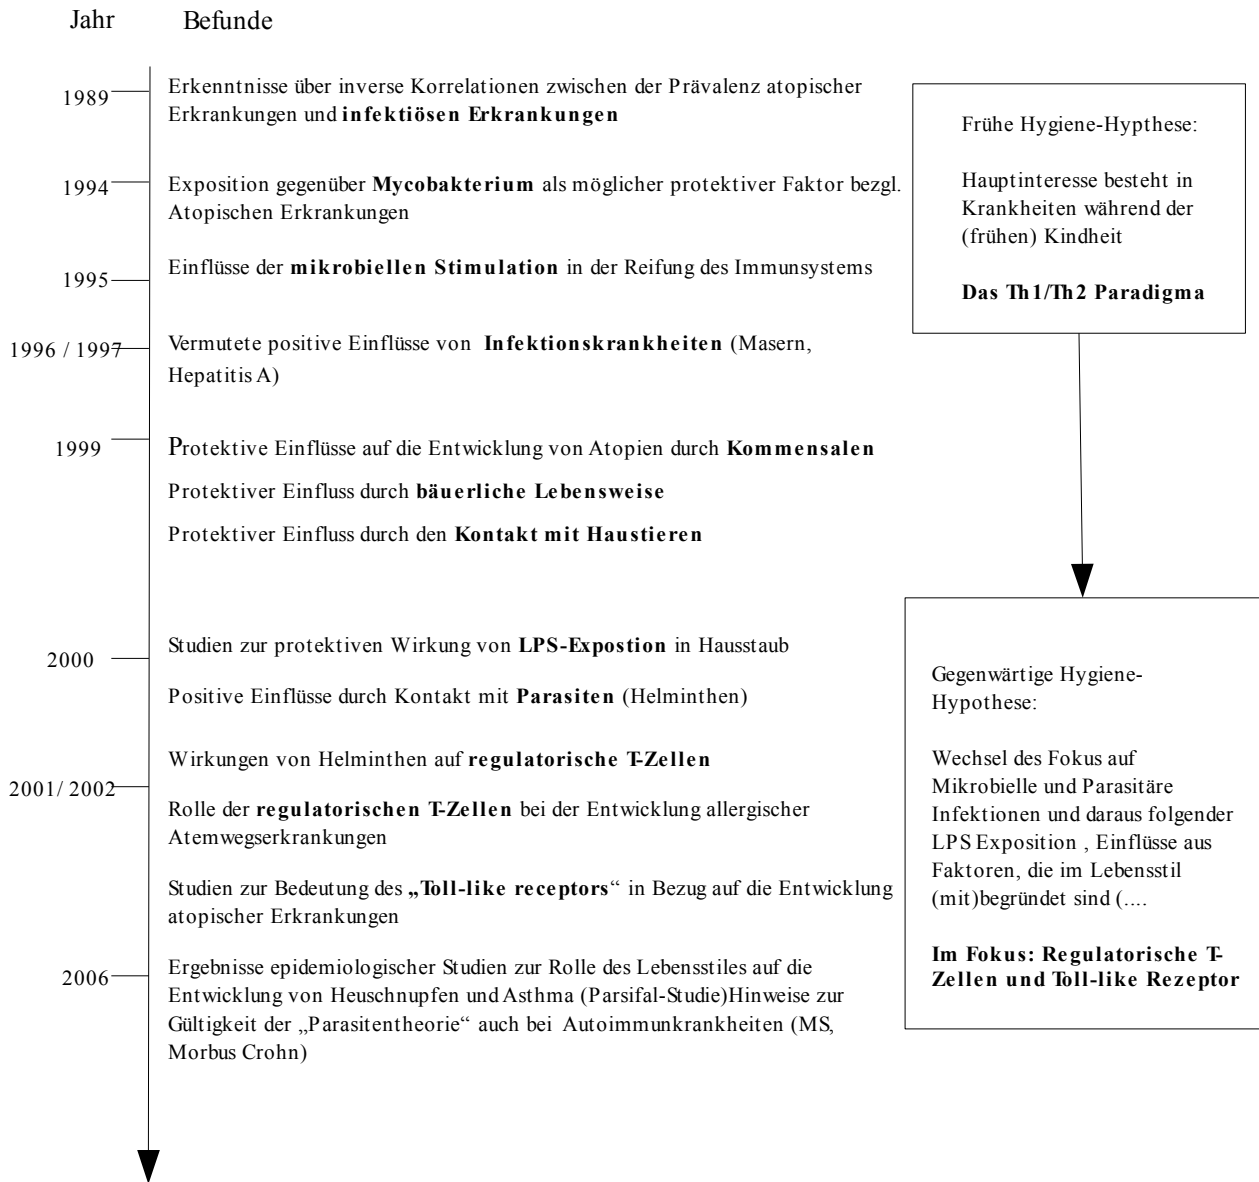 Jahr
Befunde
1989
Erkenntnisse über inverse Korrelationen zwischen der Prävalenz atopischer
Erkrankungen und infektiösen Erkrankungen
1994
Exposition gegenüber Mycobakterium als möglicher protektiver Faktor bezgl.
Atopischen Erkrankungen
1995
Einflüsse der mikrobiellen Stimulation in der Reifung des Immunsystems
1996 / 1997
Vermutete positive Einflüsse von Infektionskrankheiten (Masern,
Hepatitis A)
1999
Protektive Einflüsse auf die Entwicklung von Atopien durch Kommensalen
Protektiver Einfluss durch bäuerliche Lebensweise
Protektiver Einfluss durch den Kontakt mit Haustieren
2000
Studien zur protektiven Wirkung von LPS-Expostion in Hausstaub
Positive Einflüsse durch Kontakt mit Parasiten (Helminthen)
2001/ 2002
Wirkungen von Helminthen auf regulatorische T-Zellen
Rolle der regulatorischen T-Zellen bei der Entwicklung allergischer
Atemwegserkrankungen
Studien zur Bedeutung des „Toll-like receptors“ in Bezug auf die Entwicklung
atopischer Erkrankungen
2006
Ergebnisse epidemiologischer Studien zur Rolle des Lebensstiles auf die
Entwicklung von Heuschnupfen und Asthma (Parsifal-Studie)Hinweise zur
Gültigkeit der „Parasitentheorie“ auch bei Autoimmunkrankheiten (MS,
Morbus Crohn)
Frühe Hygiene-Hypthese:
Hauptinteresse besteht in
Krankheiten während der
(frühen) Kindheit
Das Th1/Th2 Paradigma
Gegenwärtige Hygiene-
Hypothese:
Wechsel des Fokus auf
Mikrobielle und Parasitäre
Infektionen und daraus folgender
LPS Exposition , Einflüsse aus
Faktoren, die im Lebensstil
(mit)begründet sind (....
Im Fokus: Regulatorische T-
Zellen und Toll-like Rezeptor